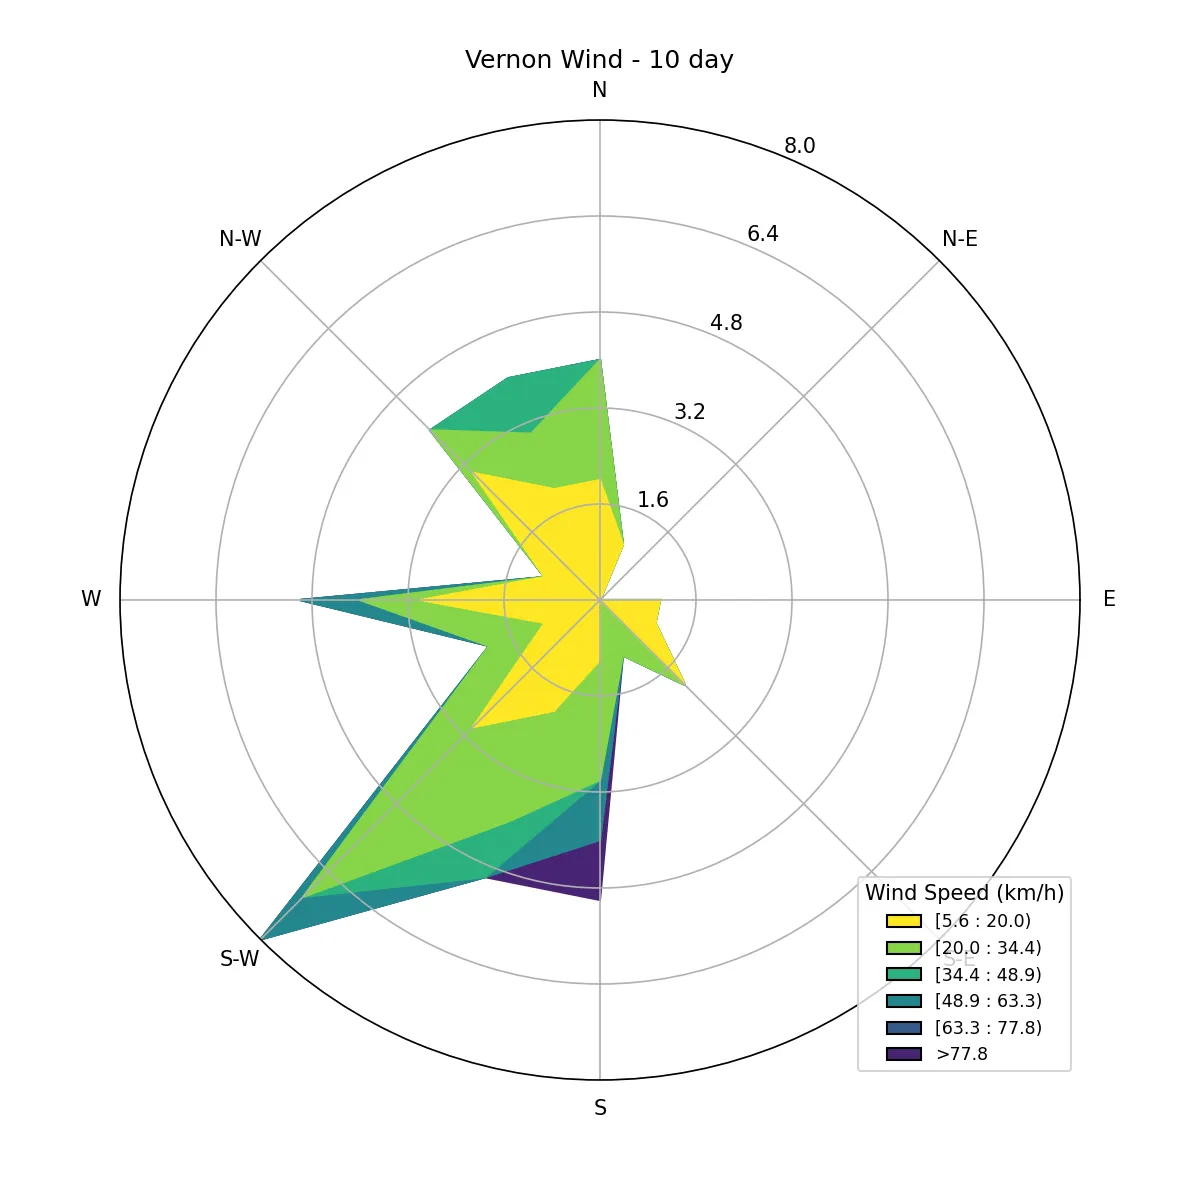 Vernon Wind - 10 day
N
8.0
N-W
6.4
N-E
4.8
3.2
1.6
W
E
S-W
S-E
S
Wind Speed (km/h)
[5.6 : 20.0)
[20.0 : 34.4)
[34.4 : 48.9)
[48.9 : 63.3)
[63.3 : 77.8)
>77.8